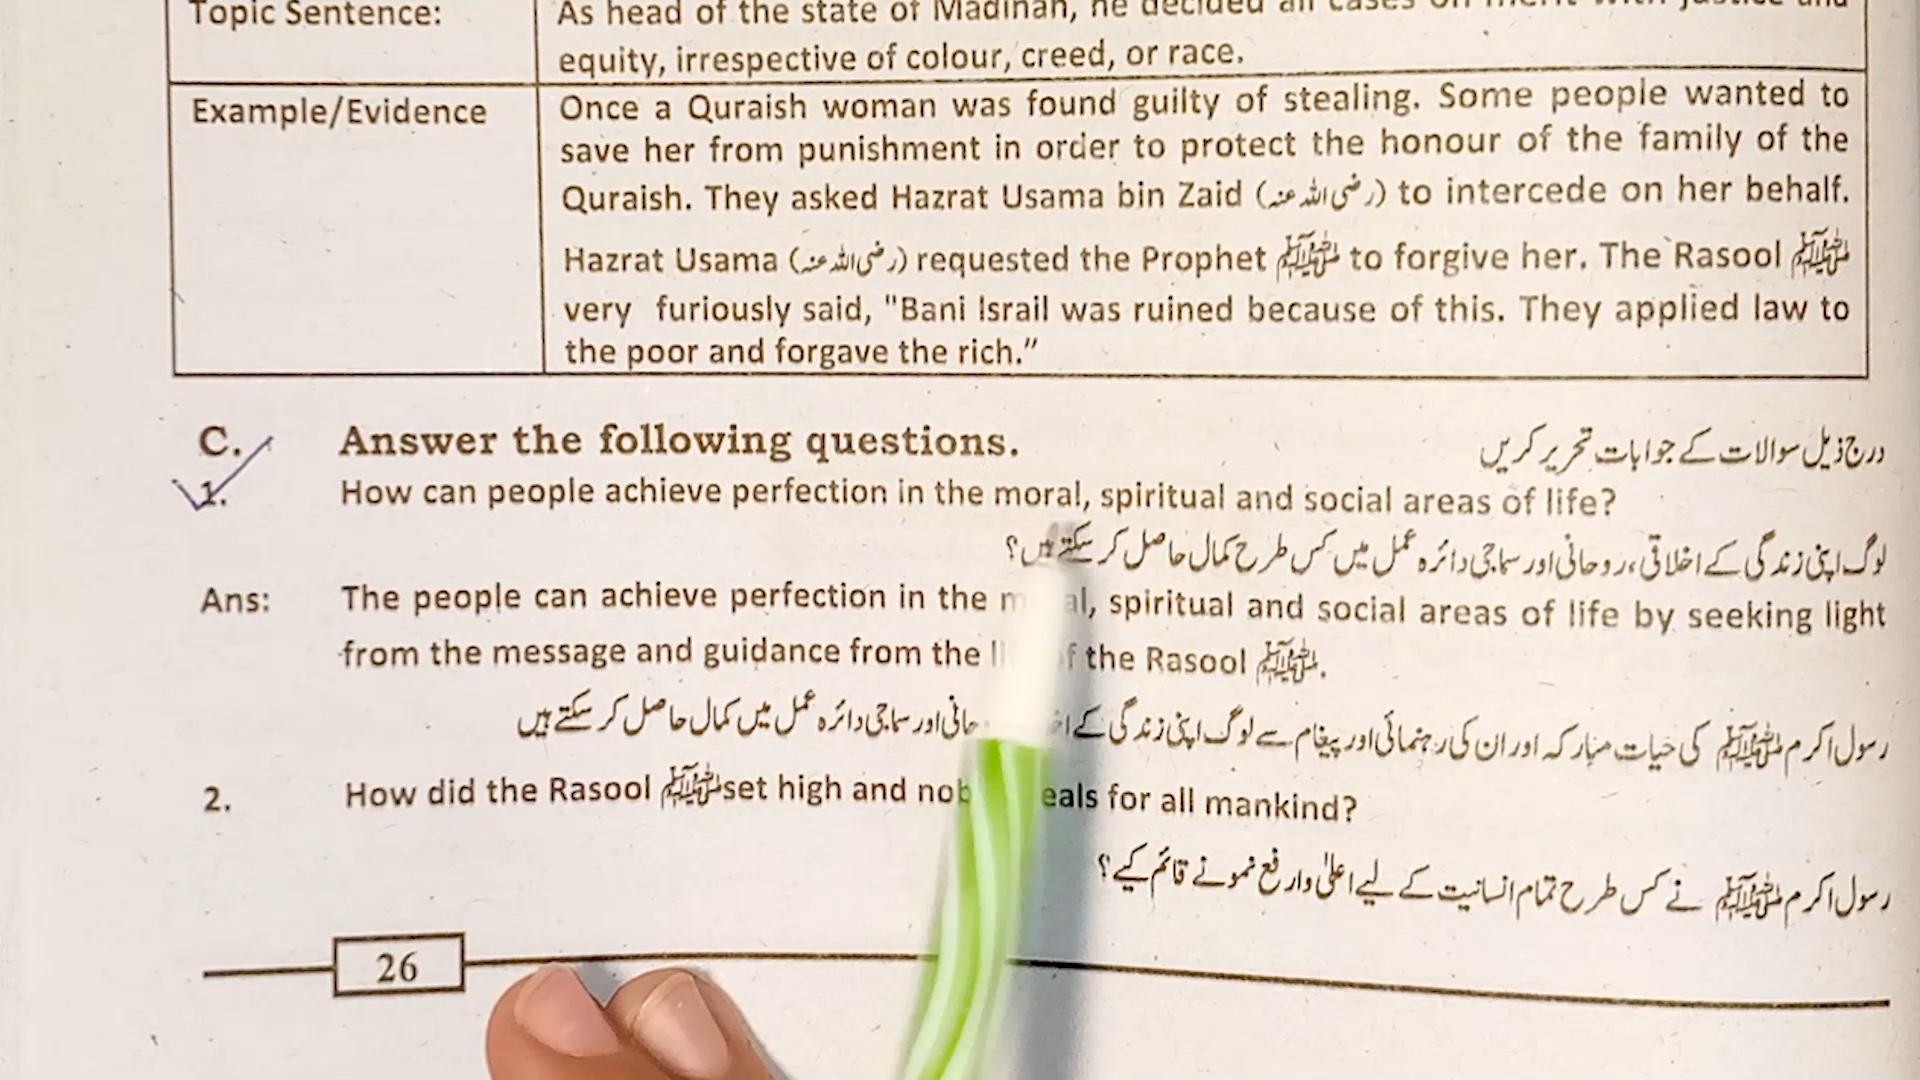 Topic Sentence:
As head of the state of Madinah, he decided all cases on merit with justice and
equity, irrespective of colour, creed, or race.
Example/Evidence
Once a Quraish woman was found guilty of stealing. Some people wanted to
save her from punishment in order to protect the honour of the family of the
Quraish. They asked Hazrat Usama bin Zaid (رضی اللہ عنہ) to intercede on her behalf.
Hazrat Usama (رضی اللہ عنہ) requested the Prophet ﷺ to forgive her. The Rasool ﷺ
very furiously said, "Bani Israil was ruined because of this. They applied law to
the poor and forgave the rich.”
C. Answer the following questions. درج ذیل سوالات کے جوابات تحریر کریں
1. How can people achieve perfection in the moral, spiritual and social areas of life?
لوگ اپنی زندگی کے اخلاقی، روحانی اور سماجی دائرہ عمل میں کس طرح کمال حاصل کر سکتے ہیں؟
Ans: The people can achieve perfection in the m al, spiritual and social areas of life by seeking light
from the message and guidance from the li f the Rasool ﷺ.
رسول اکرم ﷺ کی حیات مبارکہ اور ان کی رہنمائی اور پیغام سے لوگ اپنی زندگی کے اخ حانی اور سماجی دائرہ عمل میں کمال حاصل کر سکتے ہیں
2. How did the Rasool ﷺ set high and nob eals for all mankind?
رسول اکرم ﷺ نے کس طرح تمام انسانیت کے لیے اعلیٰ وارفع نمونے قائم کیے؟
26